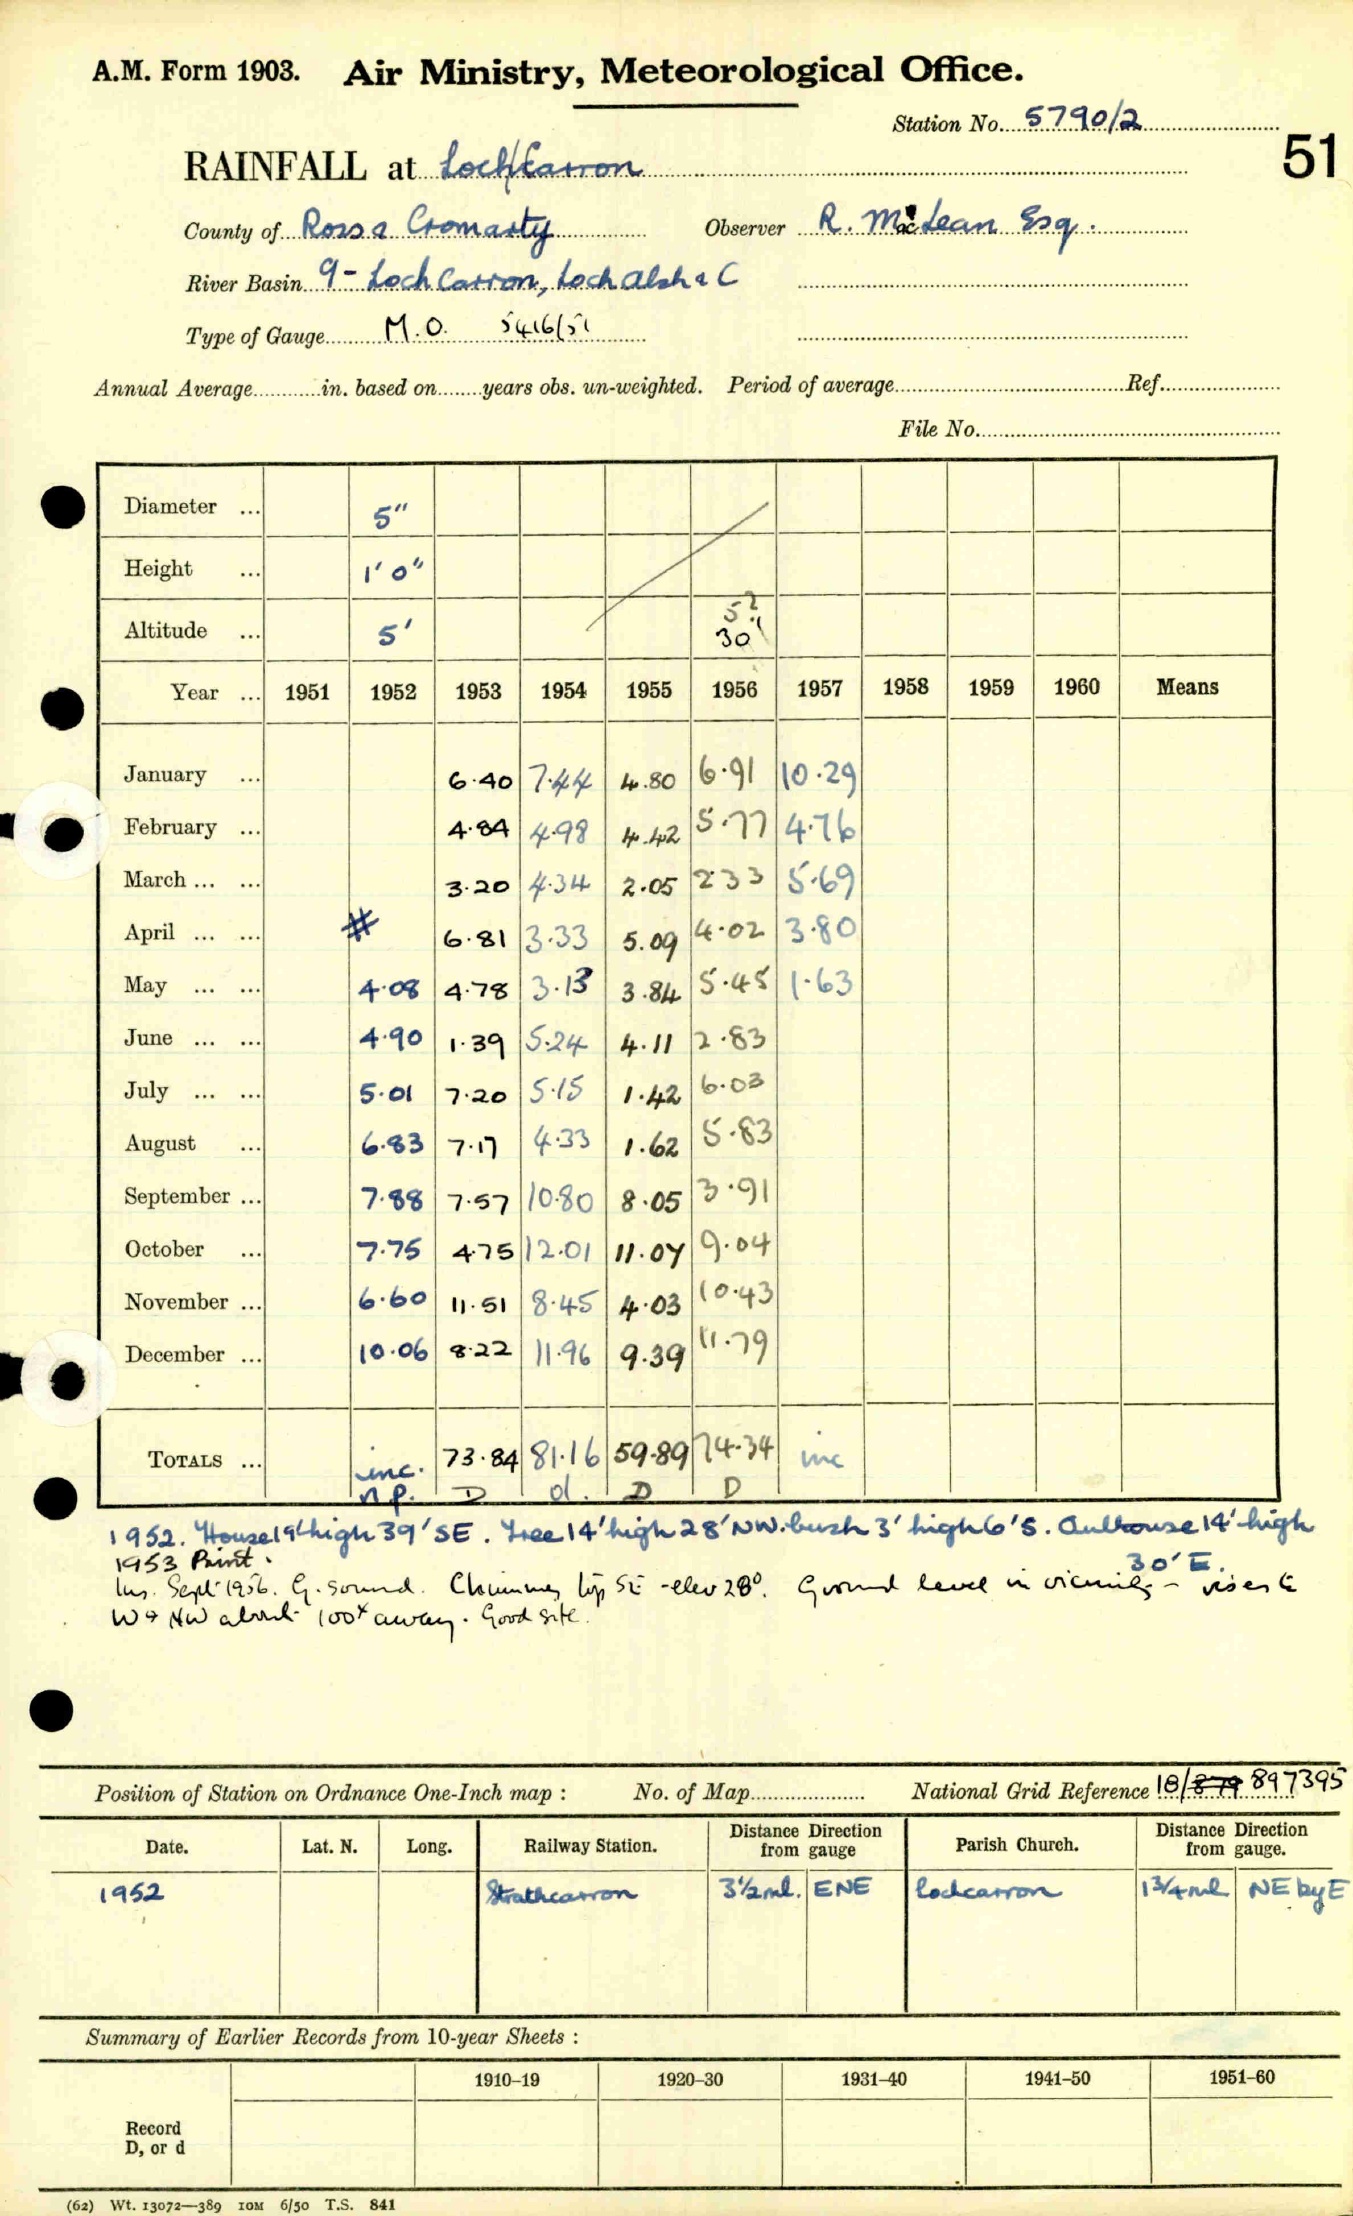 A.M. Form 1903. Air Ministry, Meteorological Office.
Station No. 5790/2
51
RAINFALL at Loch/Carron
County of Ross & Cromarty Observer R. MacLean Esq.
River Basin 9 - Loch Carron, Loch Alsh & C
Type of Gauge M.O. 5416/51
Annual Average in. based on years obs. un-weighted. Period of average Ref.
File No.
Diameter ... 5"
Height ... 1' 0"
Altitude ... 5' 5? 30'
Year ... 1951 1952 1953 1954 1955 1956 1957 1958 1959 1960 Means
January ... 6.40 7.44 4.80 6.91 10.29
February ... 4.84 4.98 4.42 5.77 4.76
March ... ... 3.20 4.34 2.05 2.33 5.69
April ... ... # 6.81 3.33 5.09 4.02 3.80
May ... ... 4.08 4.78 3.13 3.84 5.45 1.63
June ... ... 4.90 1.39 5.24 4.11 2.83
July ... ... 5.01 7.20 5.15 1.42 6.03
August ... 6.83 7.17 4.33 1.62 5.83
September ... 7.88 7.57 10.80 8.05 3.91
October ... 7.75 4.75 12.01 11.07 9.04
November ... 6.60 11.51 8.45 4.03 10.43
December ... 10.06 8.22 11.96 9.39 11.79
TOTALS ... inc. 73.84 81.16 59.89 74.34 inc
n.p. D d. D D
1952. House 19' high 39' SE. Tree 14' high 28' NW. bush 3' high 6' S. Outhouse 14' high
30' E.
1953 Print.
Ins. Sept 1956. G. sound. Chimney top SE - elev 28°. Ground level in vicinity - rises to
W & NW about 100x away. Good site.
Position of Station on Ordnance One-Inch map : No. of Map National Grid Reference 18/879 897395
Date. Lat. N. Long. Railway Station. Distance from Direction gauge Parish Church. Distance from Direction gauge.
1952 Strathcarron 3½ ml. ENE Lochcarron 1¾ ml NE by E
Summary of Earlier Records from 10-year Sheets :
1910–19 1920–30 1931–40 1941–50 1951–60
Record
D, or d
(62) Wt. 13072—389 10M 6/50 T.S. 841